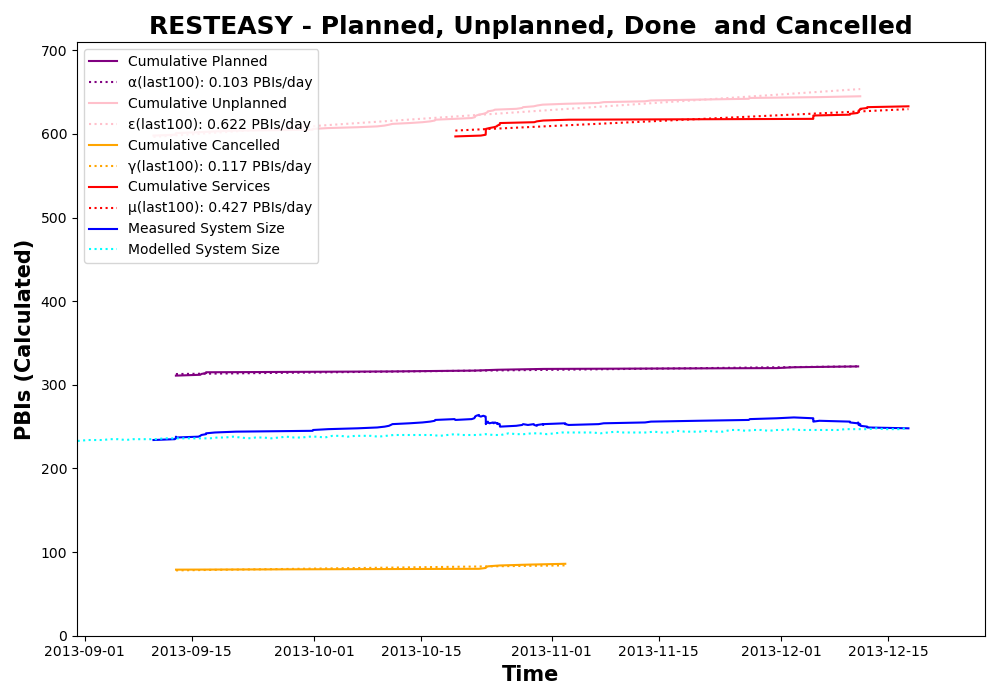 RESTEASY - Planned, Unplanned, Done  and Cancelled
PBIs (Calculated)
700
600
500
400
300
200
100
0
Cumulative Planned
α(last100): 0.103 PBIs/day
Cumulative Unplanned
ε(last100): 0.622 PBIs/day
Cumulative Cancelled
γ(last100): 0.117 PBIs/day
Cumulative Services
μ(last100): 0.427 PBIs/day
Measured System Size
Modelled System Size
2013-09-01 2013-09-15 2013-10-01 2013-10-15 2013-11-01 2013-11-15 2013-12-01 2013-12-15
Time